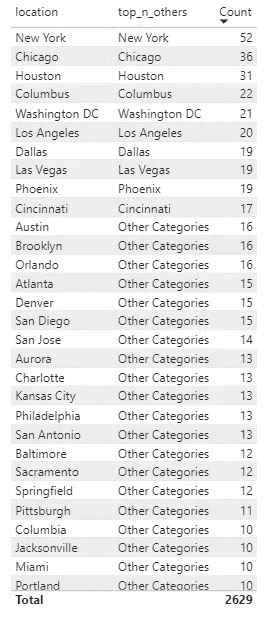 location top_n_others Count
New York New York 52
Chicago Chicago 36
Houston Houston 31
Columbus Columbus 22
Washington DC Washington DC 21
Los Angeles Los Angeles 20
Dallas Dallas 19
Las Vegas Las Vegas 19
Phoenix Phoenix 19
Cincinnati Cincinnati 17
Austin Other Categories 16
Brooklyn Other Categories 16
Orlando Other Categories 16
Atlanta Other Categories 15
Denver Other Categories 15
San Diego Other Categories 15
San Jose Other Categories 14
Aurora Other Categories 13
Charlotte Other Categories 13
Kansas City Other Categories 13
Philadelphia Other Categories 13
San Antonio Other Categories 13
Baltimore Other Categories 12
Sacramento Other Categories 12
Springfield Other Categories 12
Pittsburgh Other Categories 11
Columbia Other Categories 10
Jacksonville Other Categories 10
Miami Other Categories 10
Portland Other Categories 10
Total 2629